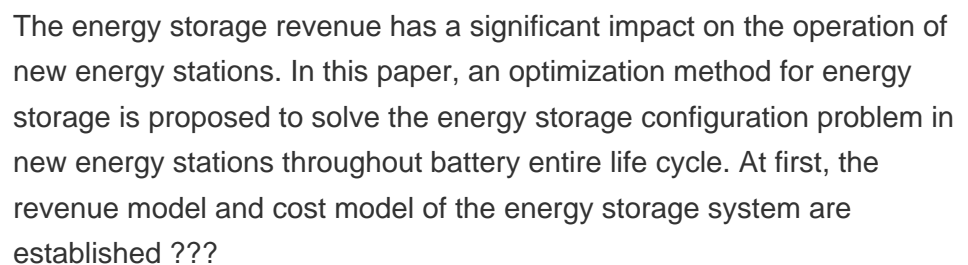 The energy storage revenue has a significant impact on the operation of
new energy stations. In this paper, an optimization method for energy
storage is proposed to solve the energy storage configuration problem in
new energy stations throughout battery entire life cycle. At first, the
revenue model and cost model of the energy storage system are
established ???